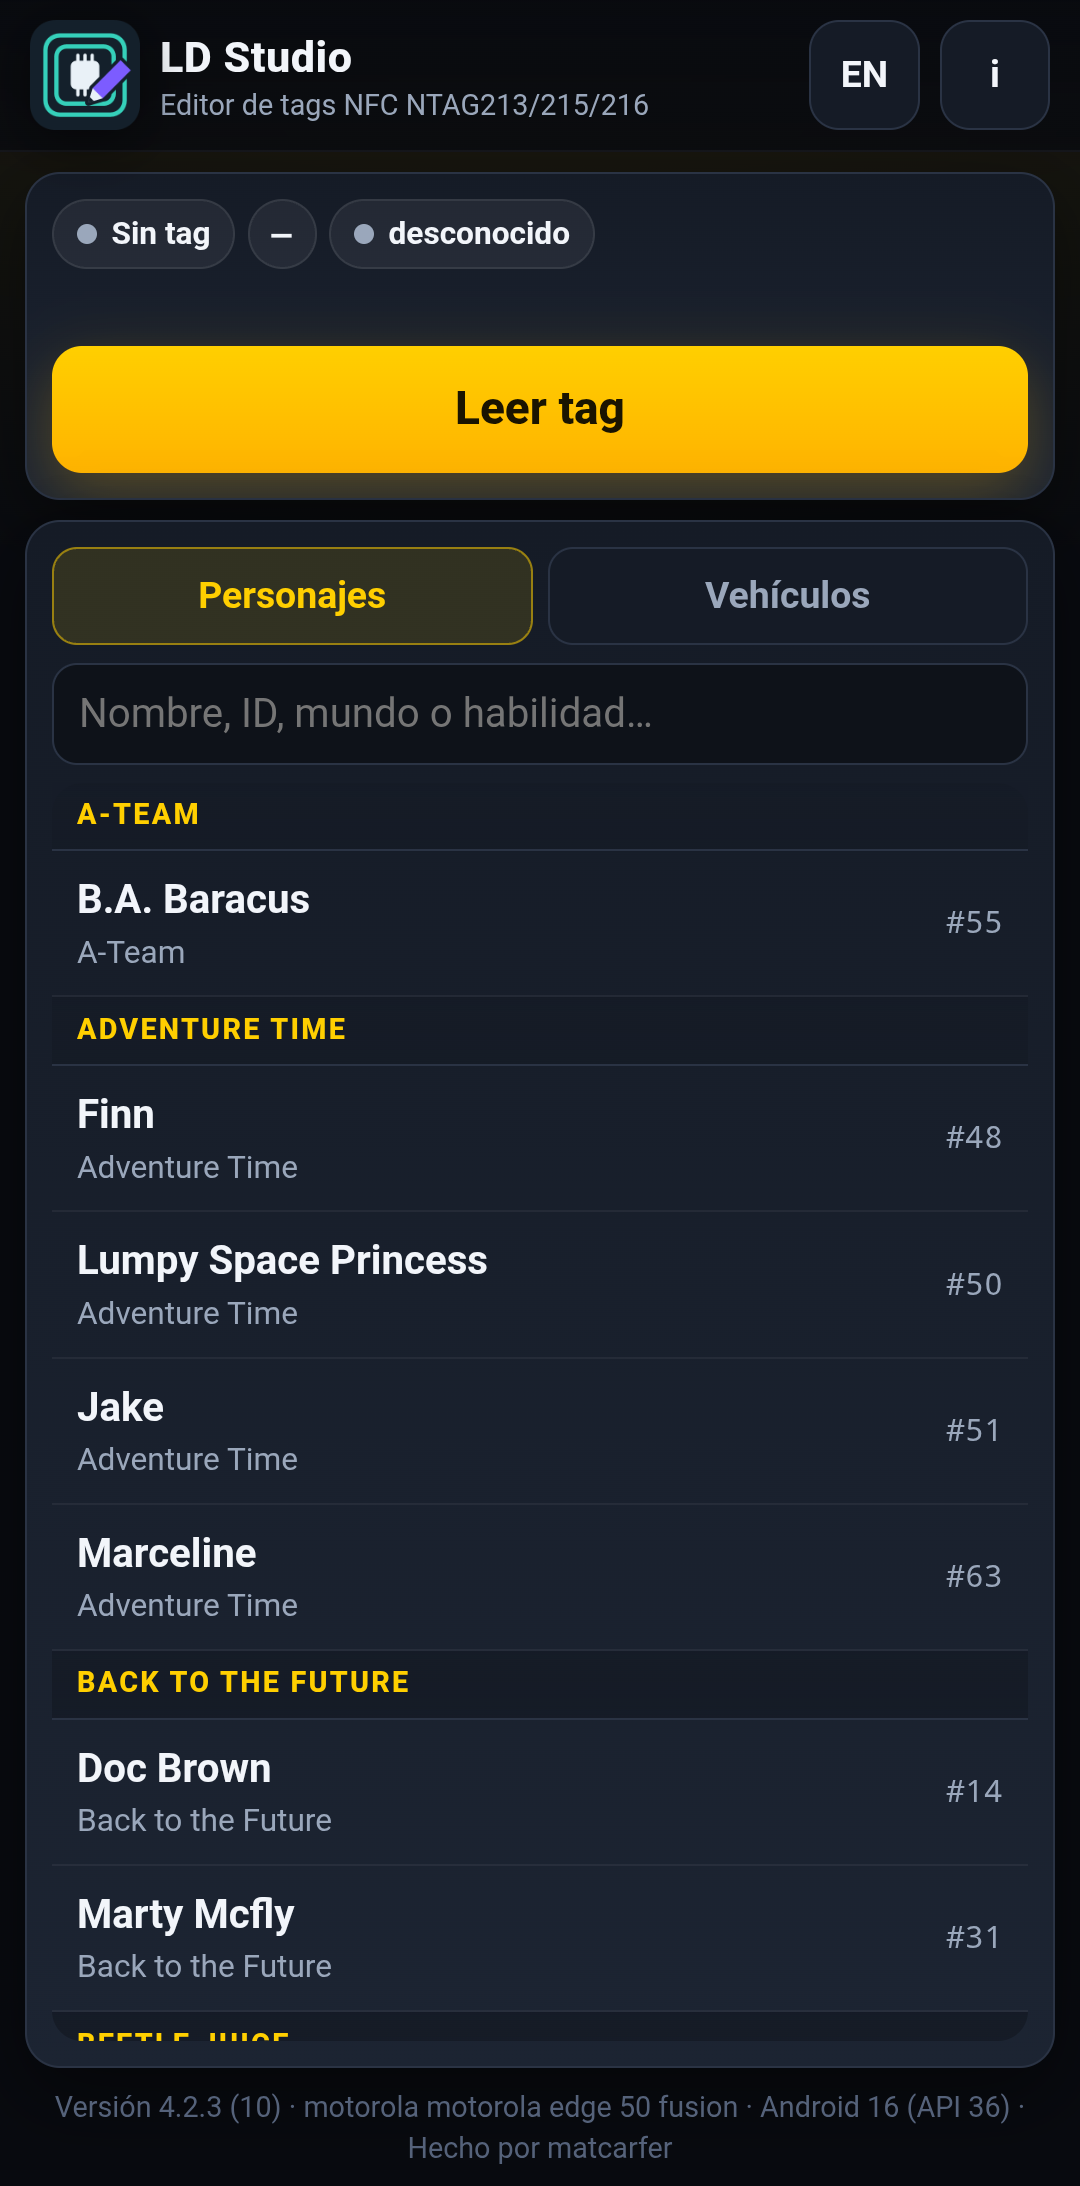 LD Studio
Editor de tags NFC NTAG213/215/216
EN
i
Sin tag
—
desconocido
Leer tag
Personajes
Vehículos
Nombre, ID, mundo o habilidad…
A-TEAM
B.A. Baracus
A-Team
#55
ADVENTURE TIME
Finn
Adventure Time
#48
Lumpy Space Princess
Adventure Time
#50
Jake
Adventure Time
#51
Marceline
Adventure Time
#63
BACK TO THE FUTURE
Doc Brown
Back to the Future
#14
Marty Mcfly
Back to the Future
#31
Versión 4.2.3 (10) · motorola motorola edge 50 fusion · Android 16 (API 36) ·
Hecho por matcarfer